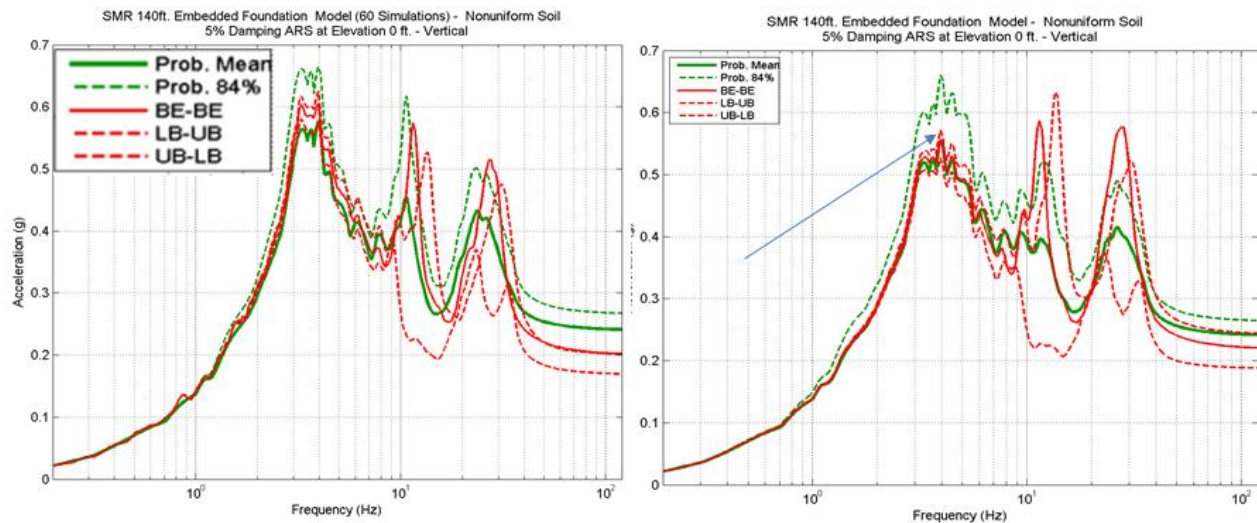 SMR 140ft. Embedded Foundation Model (60 Simulations) - Nonuniform Soil
5% Damping ARS at Elevation 0 ft. - Vertical
0.7
0.6
0.5
0.4
0.3
0.2
0.1
0
Acceleration (g)
Prob. Mean
Prob. 84%
BE-BE
LB-UB
UB-LB
10^0
10^1
10^2
Frequency (Hz)
SMR 140ft. Embedded Foundation Model - Nonuniform Soil
5% Damping ARS at Elevation 0 ft. - Vertical
0.7
0.6
0.5
0.4
0.3
0.2
0.1
0
Prob. Mean
Prob. 84%
BE-BE
LB-UB
UB-LB
10^0
10^1
10^2
Frequency (Hz)